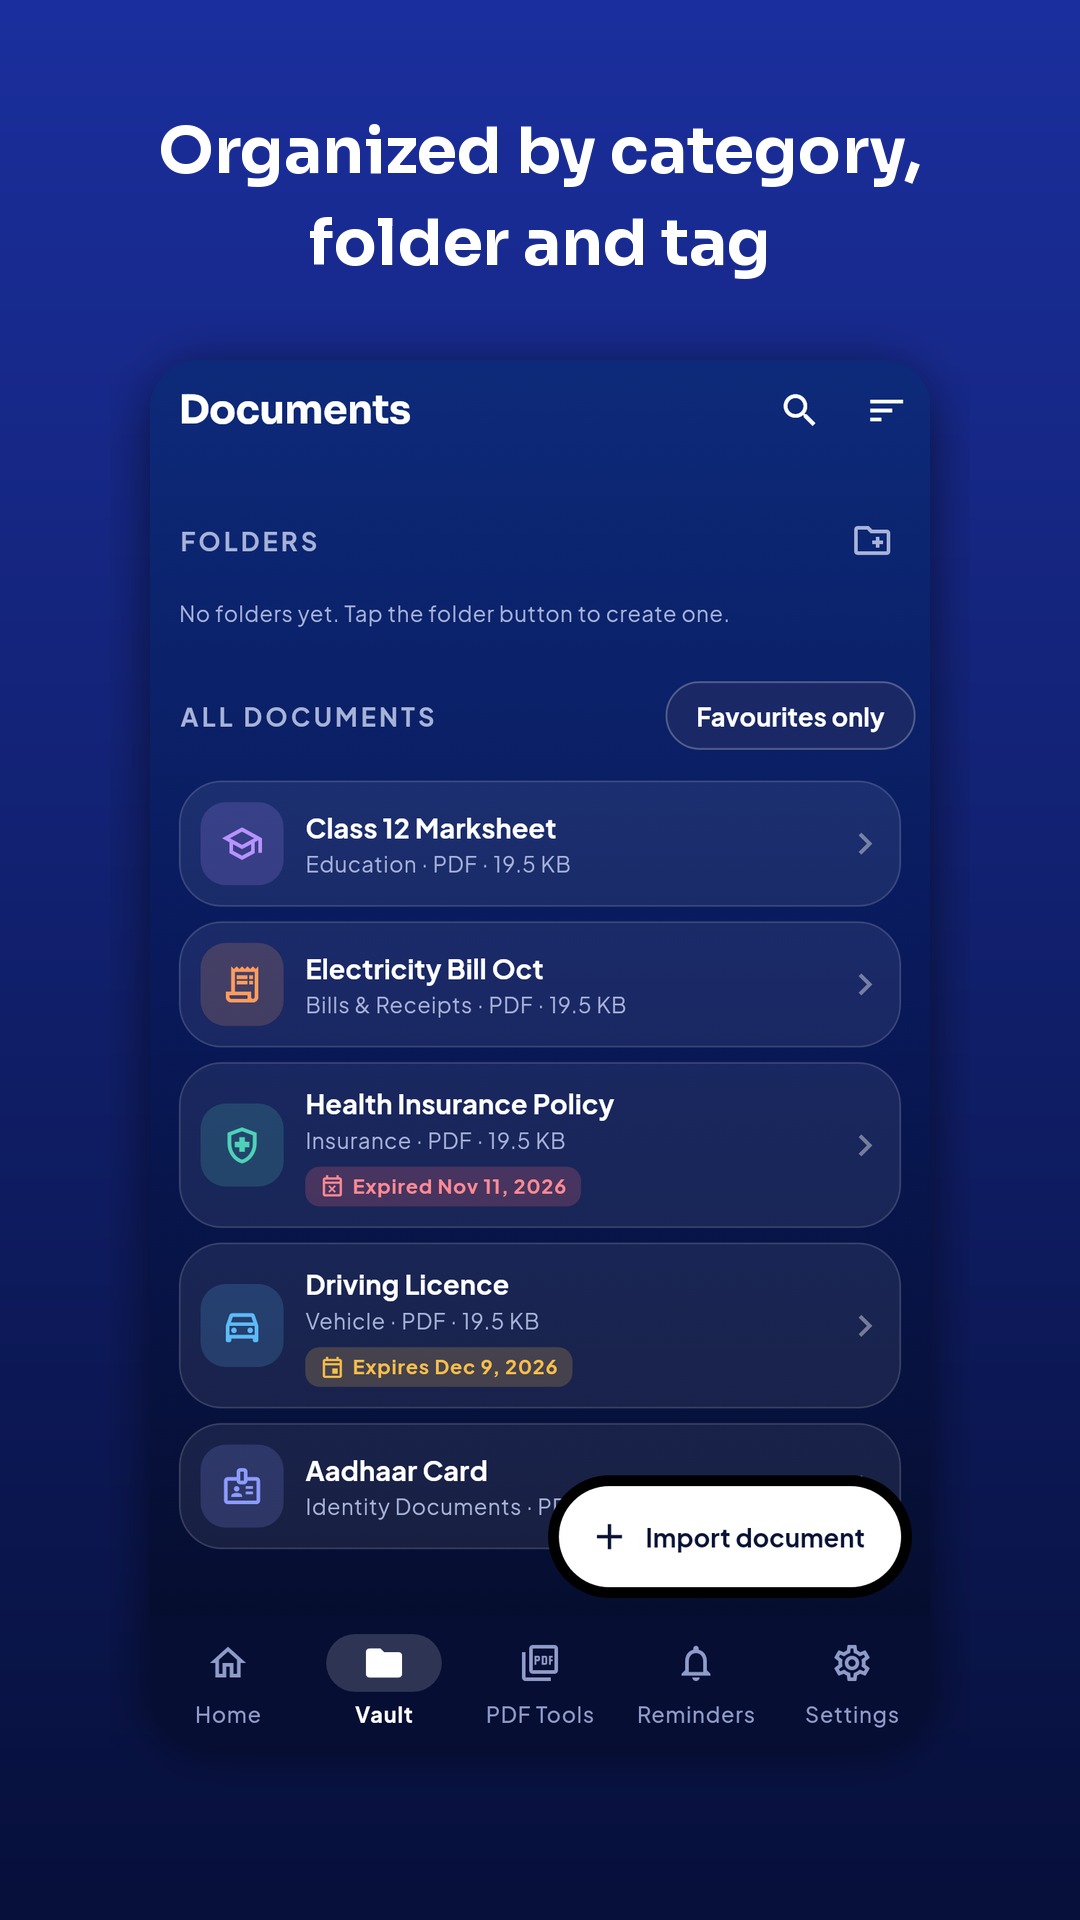 Organized by category,
folder and tag
Documents
FOLDERS
No folders yet. Tap the folder button to create one.
ALL DOCUMENTS
Favourites only
Class 12 Marksheet
Education · PDF · 19.5 KB
Electricity Bill Oct
Bills & Receipts · PDF · 19.5 KB
Health Insurance Policy
Insurance · PDF · 19.5 KB
Expired Nov 11, 2026
Driving Licence
Vehicle · PDF · 19.5 KB
Expires Dec 9, 2026
Aadhaar Card
Identity Documents ·
Import document
PDF
Home
Vault
PDF Tools
Reminders
Settings